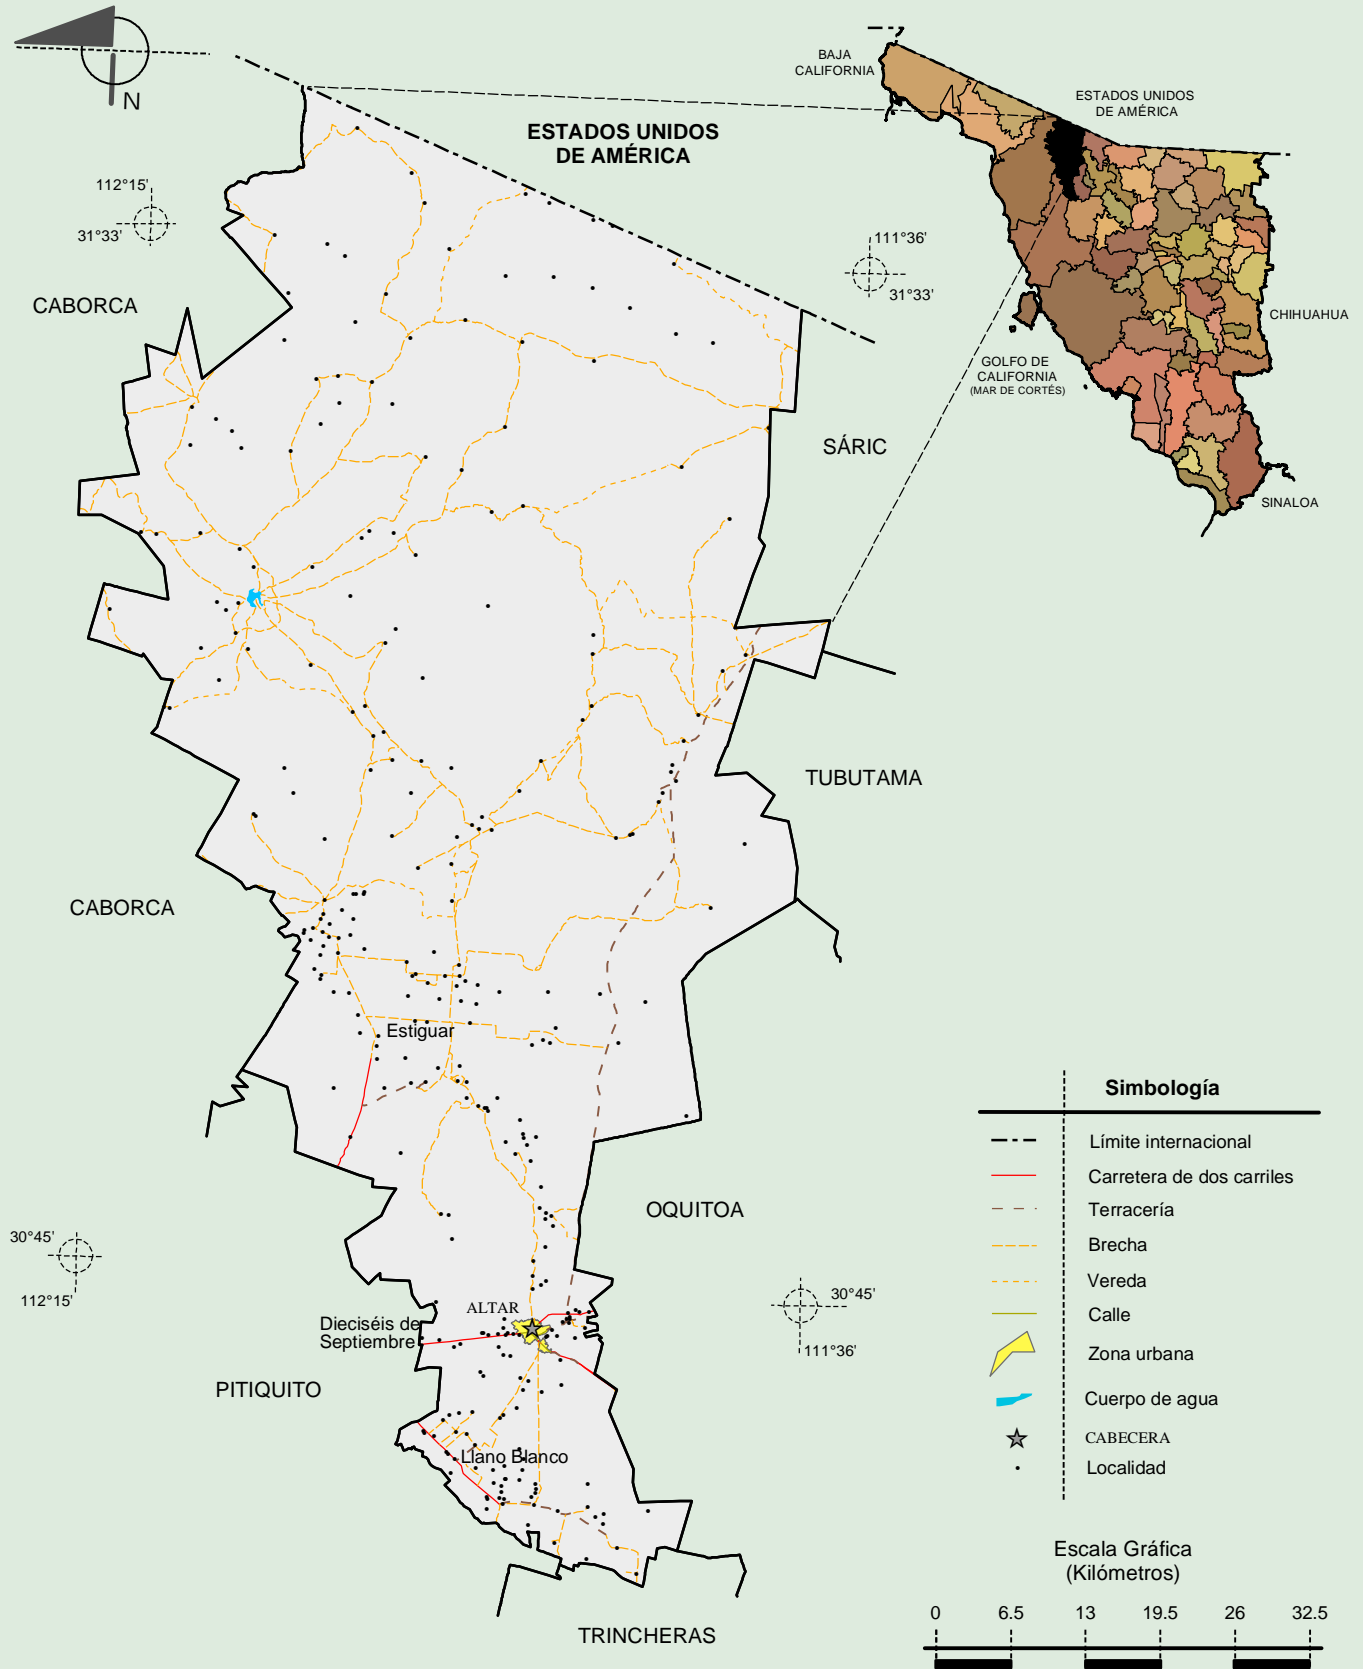 N
BAJA
CALIFORNIA
ESTADOS UNIDOS
DE AMÉRICA
ESTADOS UNIDOS
DE AMÉRICA
112°15'
31°33'
111°36'
31°33'
CABORCA
CHIHUAHUA
GOLFO DE
CALIFORNIA
(MAR DE CORTÉS)
SÁRIC
SINALOA
TUBUTAMA
CABORCA
Estiguar
OQUITOA
30°45'
112°15'
30°45'
111°36'
ALTAR
Dieciséis de
Septiembre
PITIQUITO
Llano Blanco
TRINCHERAS
Simbología
Límite internacional
Carretera de dos carriles
Terracería
Brecha
Vereda
Calle
Zona urbana
Cuerpo de agua
CABECERA
Localidad
Escala Gráfica
(Kilómetros)
0 6.5 13 19.5 26 32.5